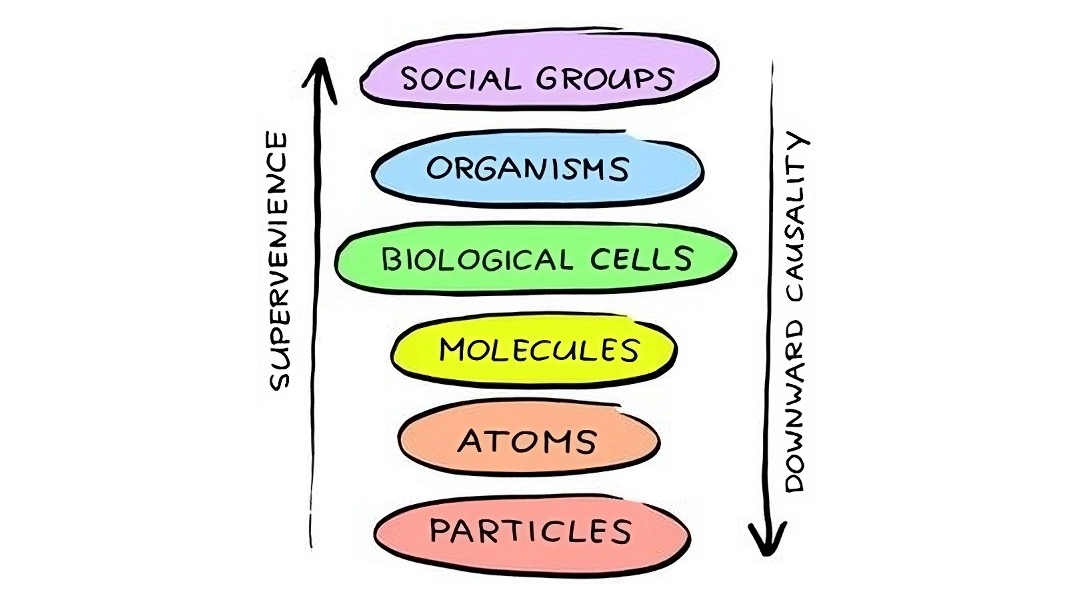 SOCIAL GROUPS
ORGANISMS
BIOLOGICAL CELLS
MOLECULES
ATOMS
PARTICLES
SUPERVENIENCE
DOWNWARD CAUSALITY